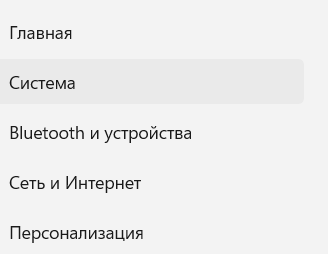 Главная
Система
Bluetooth и устройства
Сеть и Интернет
Персонализация